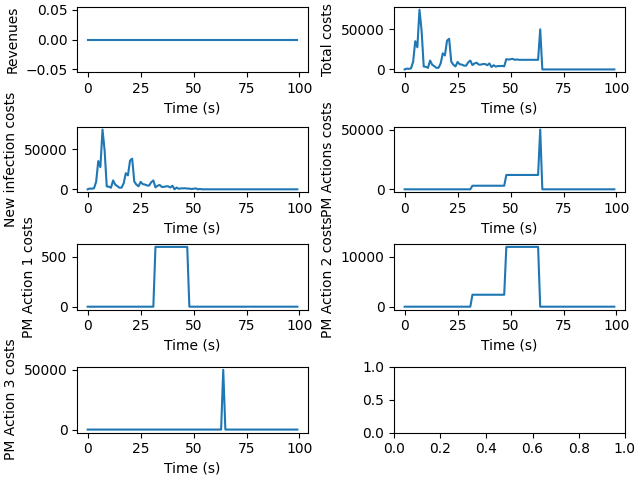 Revenues
0.05
0.00
−0.05
0 25 50 75 100
Time (s)
Total costs
50000
0
0 25 50 75 100
Time (s)
New infection costs
50000
0
0 25 50 75 100
Time (s)
PM Actions costs
50000
0
0 25 50 75 100
Time (s)
PM Action 1 costs
500
0
0 25 50 75 100
Time (s)
PM Action 2 costs
10000
0
0 25 50 75 100
Time (s)
PM Action 3 costs
50000
0
0 25 50 75 100
Time (s)
1.0
0.5
0.0
0.0 0.2 0.4 0.6 0.8 1.0